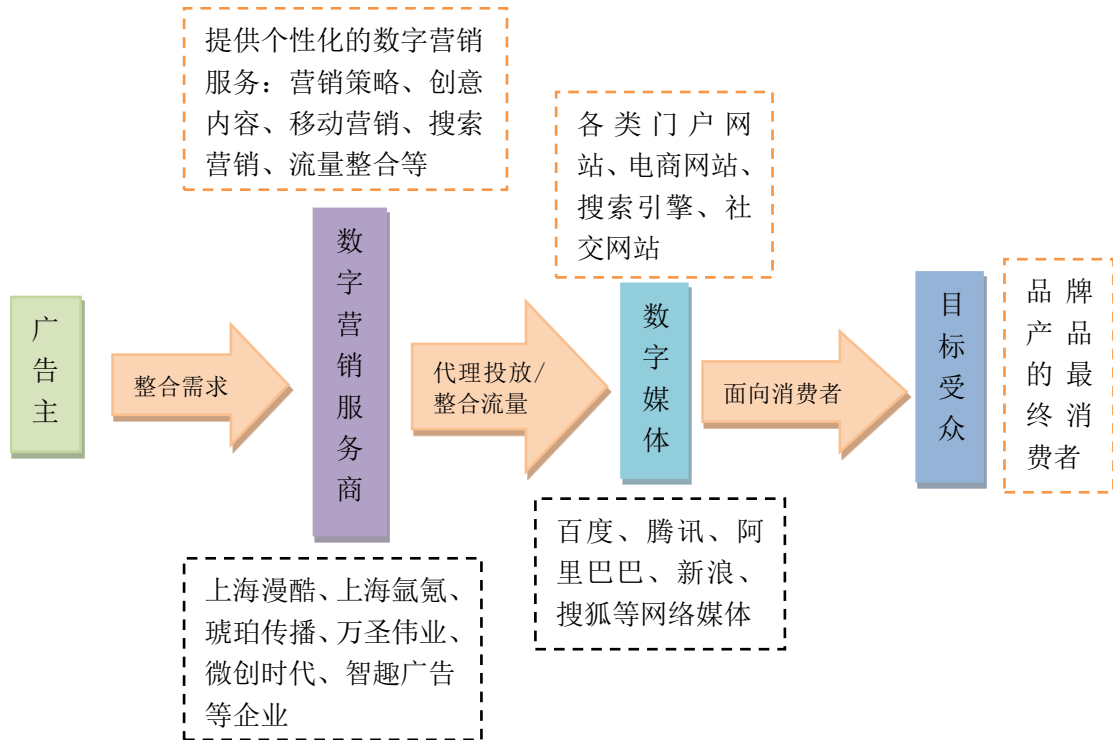 提供个性化的数字营销
服务：营销策略、创意
内容、移动营销、搜索
营销、流量整合等
各类门户网
站、电商网站、
搜索引擎、社
交网站
广告主
整合需求
数字营销服务商
代理投放/
整合流量
数字媒体
面向消费者
目标受众
品牌
产品
的最
终消
费者
上海漫酷、上海氩氪、
琥珀传播、万圣伟业、
微创时代、智趣广告
等企业
百度、腾讯、阿
里巴巴、新浪、
搜狐等网络媒体